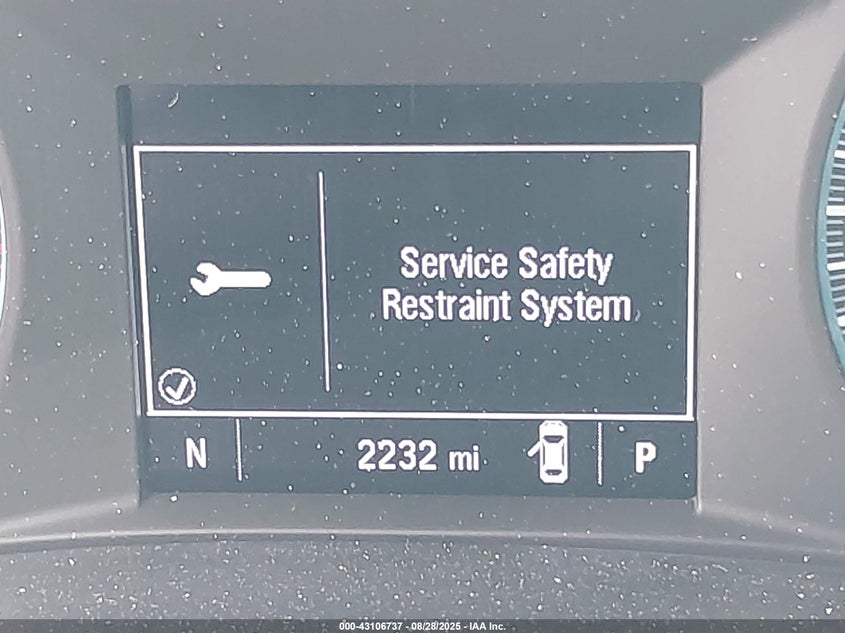 Service Safety
Restraint System
N 2232 mi P
000-43106737 - 08/28/2025 - IAA Inc.